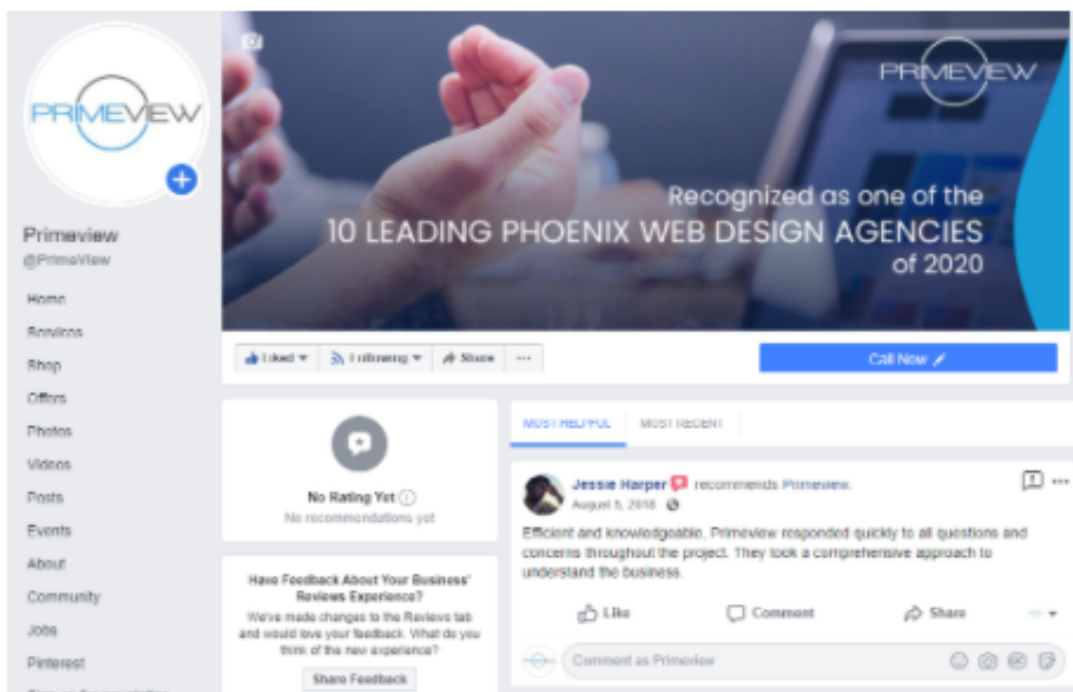 PRIMEVIEW
Primeview
@PrimeView
Home
Services
Shop
Offers
Photos
Videos
Posts
Events
About
Community
Jobs
Pinterest
PRIMEVIEW
Recognized as one of the
10 LEADING PHOENIX WEB DESIGN AGENCIES
of 2020
Liked Following Share ...
Call Now
No Rating Yet
No recommendations yet
Have Feedback About Your Business'
Reviews Experience?
We've made changes to the Reviews tab
and would love your feedback. What do you
think of the new experience?
Share Feedback
MOST HELPFUL MOST RECENT
Jessie Harper recommends Primeview.
August 5, 2018
Efficient and knowledgeable, Primeview responded quickly to all questions and
concerns throughout the project. They took a comprehensive approach to
understand the business.
Like Comment Share
Comment as Primeview